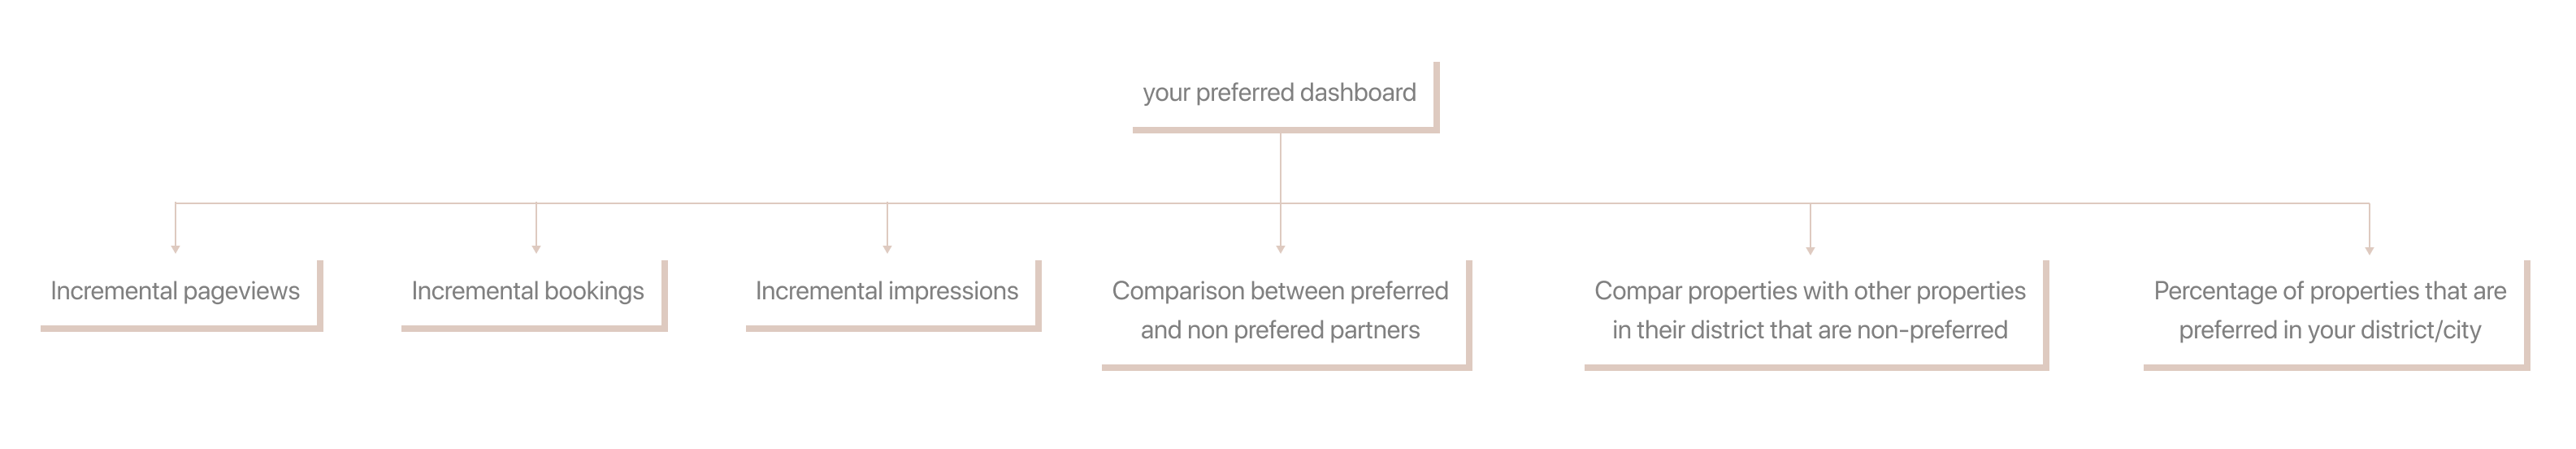 your preferred dashboard
Incremental pageviews
Incremental bookings
Incremental impressions
Comparison between preferred
and non prefered partners
Compar properties with other properties
in their district that are non-preferred
Percentage of properties that are
preferred in your district/city